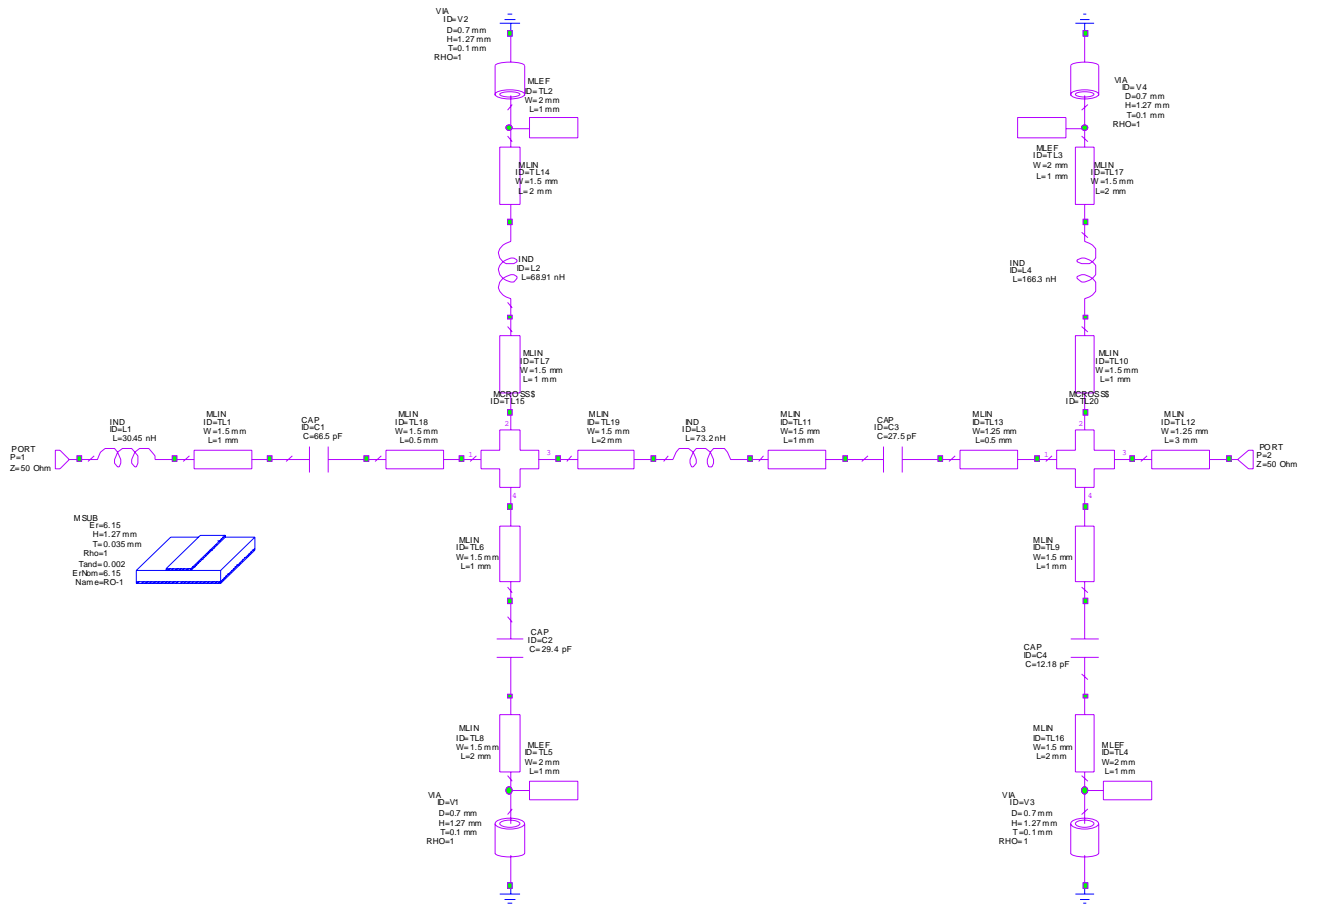 VIA
ID=V2
D=0.7 mm
H=1.27 mm
T=0.1 mm
RHO=1
MLEF
ID=TL2
W=2 mm
L=1 mm
VIA
ID=V4
D=0.7 mm
H=1.27 mm
T=0.1 mm
RHO=1
MLEF
ID=TL3
W=2 mm
L=1 mm
MLIN
ID=TL14
W=1.5 mm
L=2 mm
MLIN
ID=TL17
W=1.5 mm
L=2 mm
IND
ID=L2
L=68.91 nH
IND
ID=L4
L=166.3 nH
MLIN
ID=TL7
W=1.5 mm
L=1 mm
MLIN
ID=TL10
W=1.5 mm
L=1 mm
MCROSS$
ID=TL15
MCROSS$
ID=TL20
PORT
P=1
Z=50 Ohm
IND
ID=L1
L=30.45 nH
MLIN
ID=TL1
W=1.5 mm
L=1 mm
CAP
ID=C1
C=66.5 pF
MLIN
ID=TL18
W=1.5 mm
L=0.5 mm
1
2
3
4
MLIN
ID=TL19
W=1.5 mm
L=2 mm
IND
ID=L3
L=73.2 nH
MLIN
ID=TL11
W=1.5 mm
L=1 mm
CAP
ID=C3
C=27.5 pF
MLIN
ID=TL13
W=1.25 mm
L=0.5 mm
1
2
3
4
MLIN
ID=TL12
W=1.25 mm
L=3 mm
PORT
P=2
Z=50 Ohm
MSUB
Er=6.15
H=1.27 mm
T=0.035 mm
Rho=1
Tand=0.002
ErNom=6.15
Name=RO-1
MLIN
ID=TL6
W=1.5 mm
L=1 mm
MLIN
ID=TL9
W=1.5 mm
L=1 mm
CAP
ID=C2
C=29.4 pF
CAP
ID=C4
C=12.18 pF
MLIN
ID=TL8
W=1.5 mm
L=2 mm
MLEF
ID=TL5
W=2 mm
L=1 mm
MLIN
ID=TL16
W=1.5 mm
L=2 mm
MLEF
ID=TL4
W=2 mm
L=1 mm
VIA
ID=V1
D=0.7 mm
H=1.27 mm
T=0.1 mm
RHO=1
VIA
ID=V3
D=0.7 mm
H=1.27 mm
T=0.1 mm
RHO=1